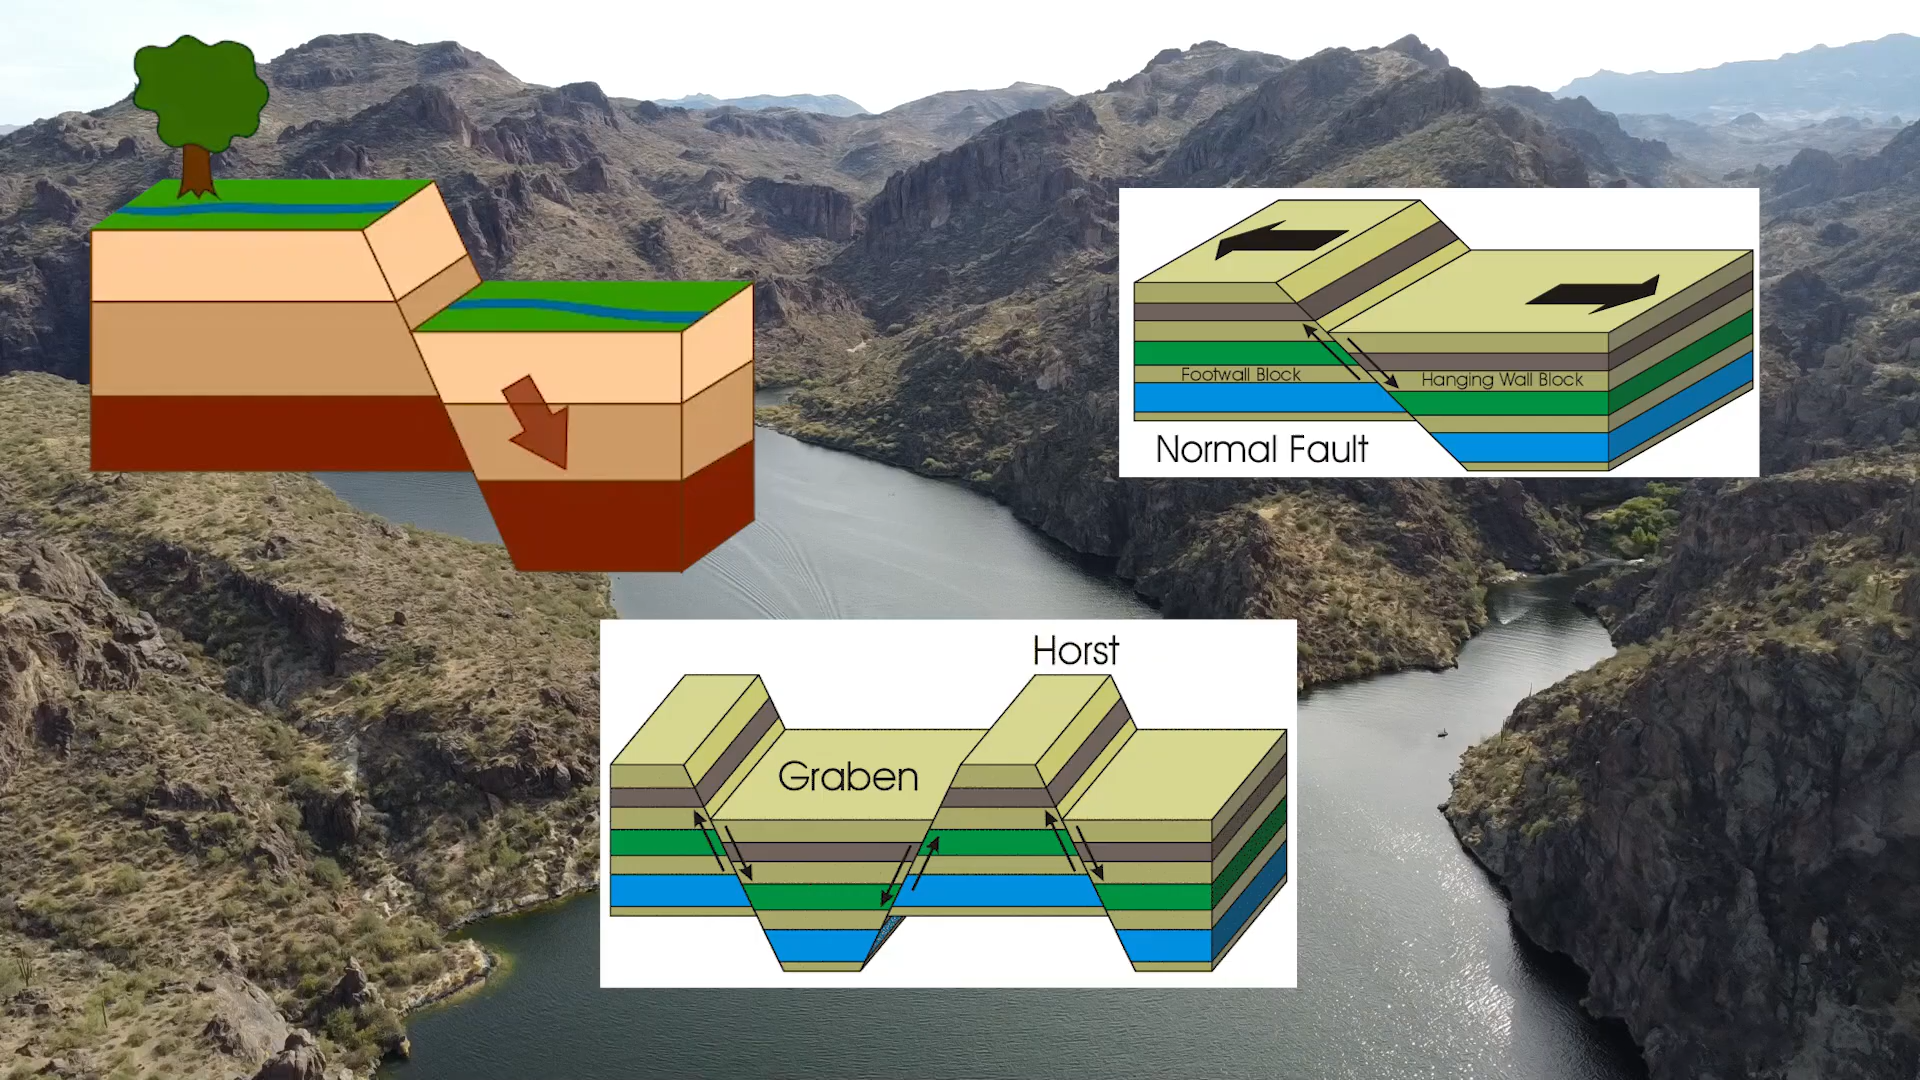 Footwall Block
Hanging Wall Block
Normal Fault
Horst
Graben